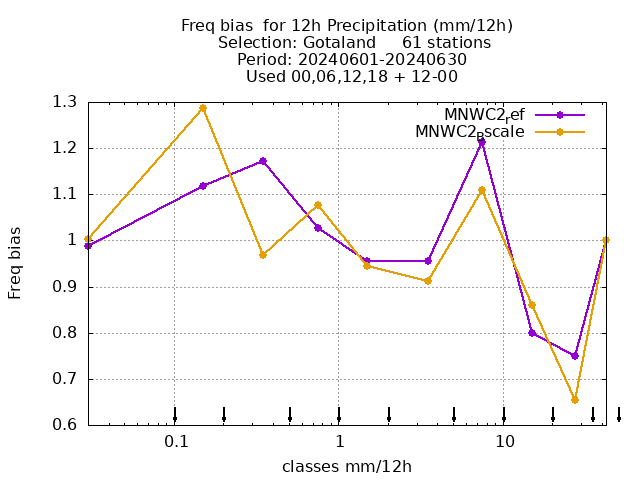 Freq bias  for 12h Precipitation (mm/12h)
Selection: Gotaland     61 stations
Period: 20240601-20240630
Used 00,06,12,18 + 12-00
MNWC2ref
MNWC2Bscale
1.3
1.2
1.1
1
0.9
0.8
0.7
0.6
Freq bias
0.1 1 10
classes mm/12h